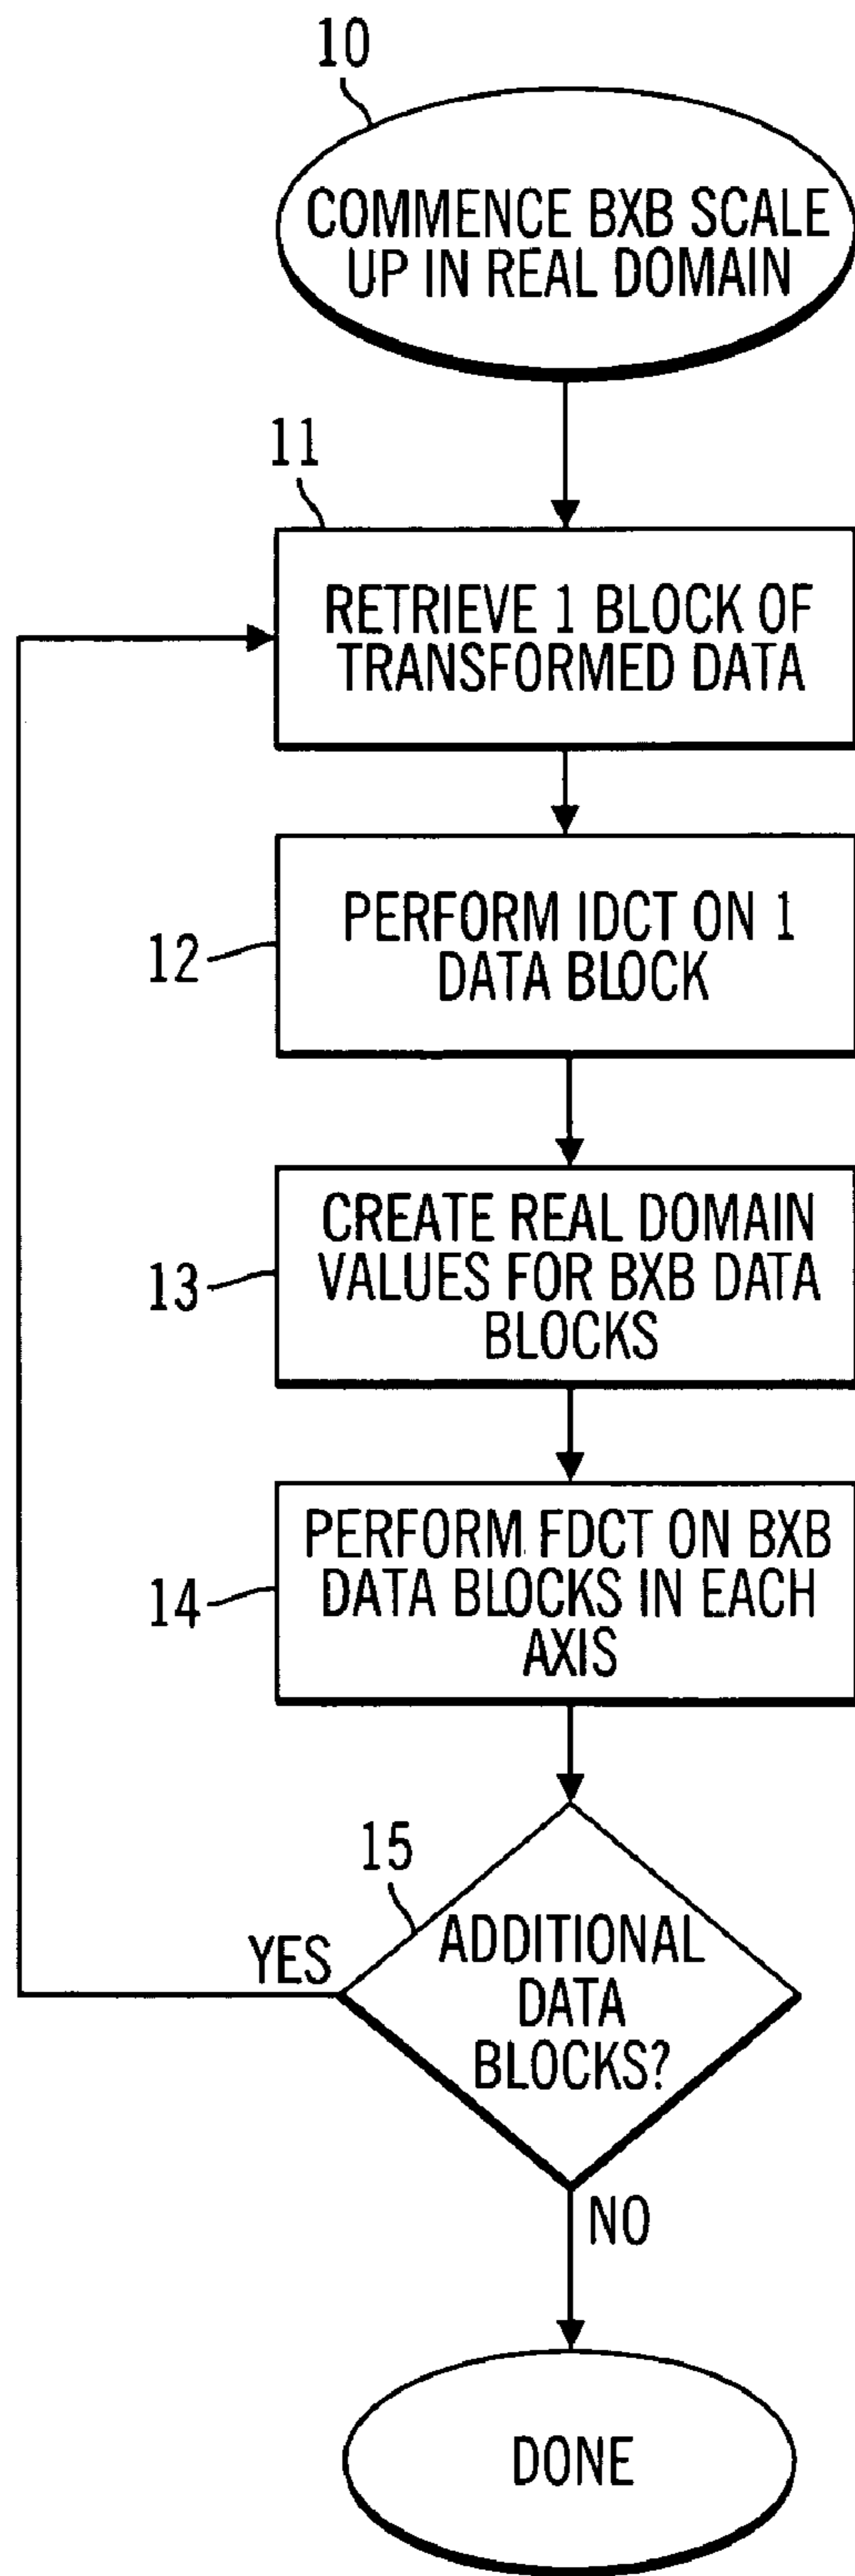 10
COMMENCE BXB SCALE
UP IN REAL DOMAIN
11
RETRIEVE 1 BLOCK OF
TRANSFORMED DATA
12
PERFORM IDCT ON 1
DATA BLOCK
13
CREATE REAL DOMAIN
VALUES FOR BXB DATA
BLOCKS
14
PERFORM FDCT ON BXB
DATA BLOCKS IN EACH
AXIS
15
YES
ADDITIONAL
DATA
BLOCKS?
NO
DONE